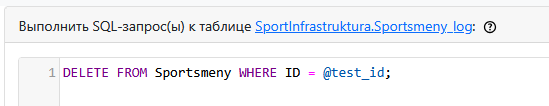 Выполнить SQL-запрос(ы) к таблице SportInfrastruktura.Sportsmeny_log:
1 DELETE FROM Sportsmeny WHERE ID = @test_id;